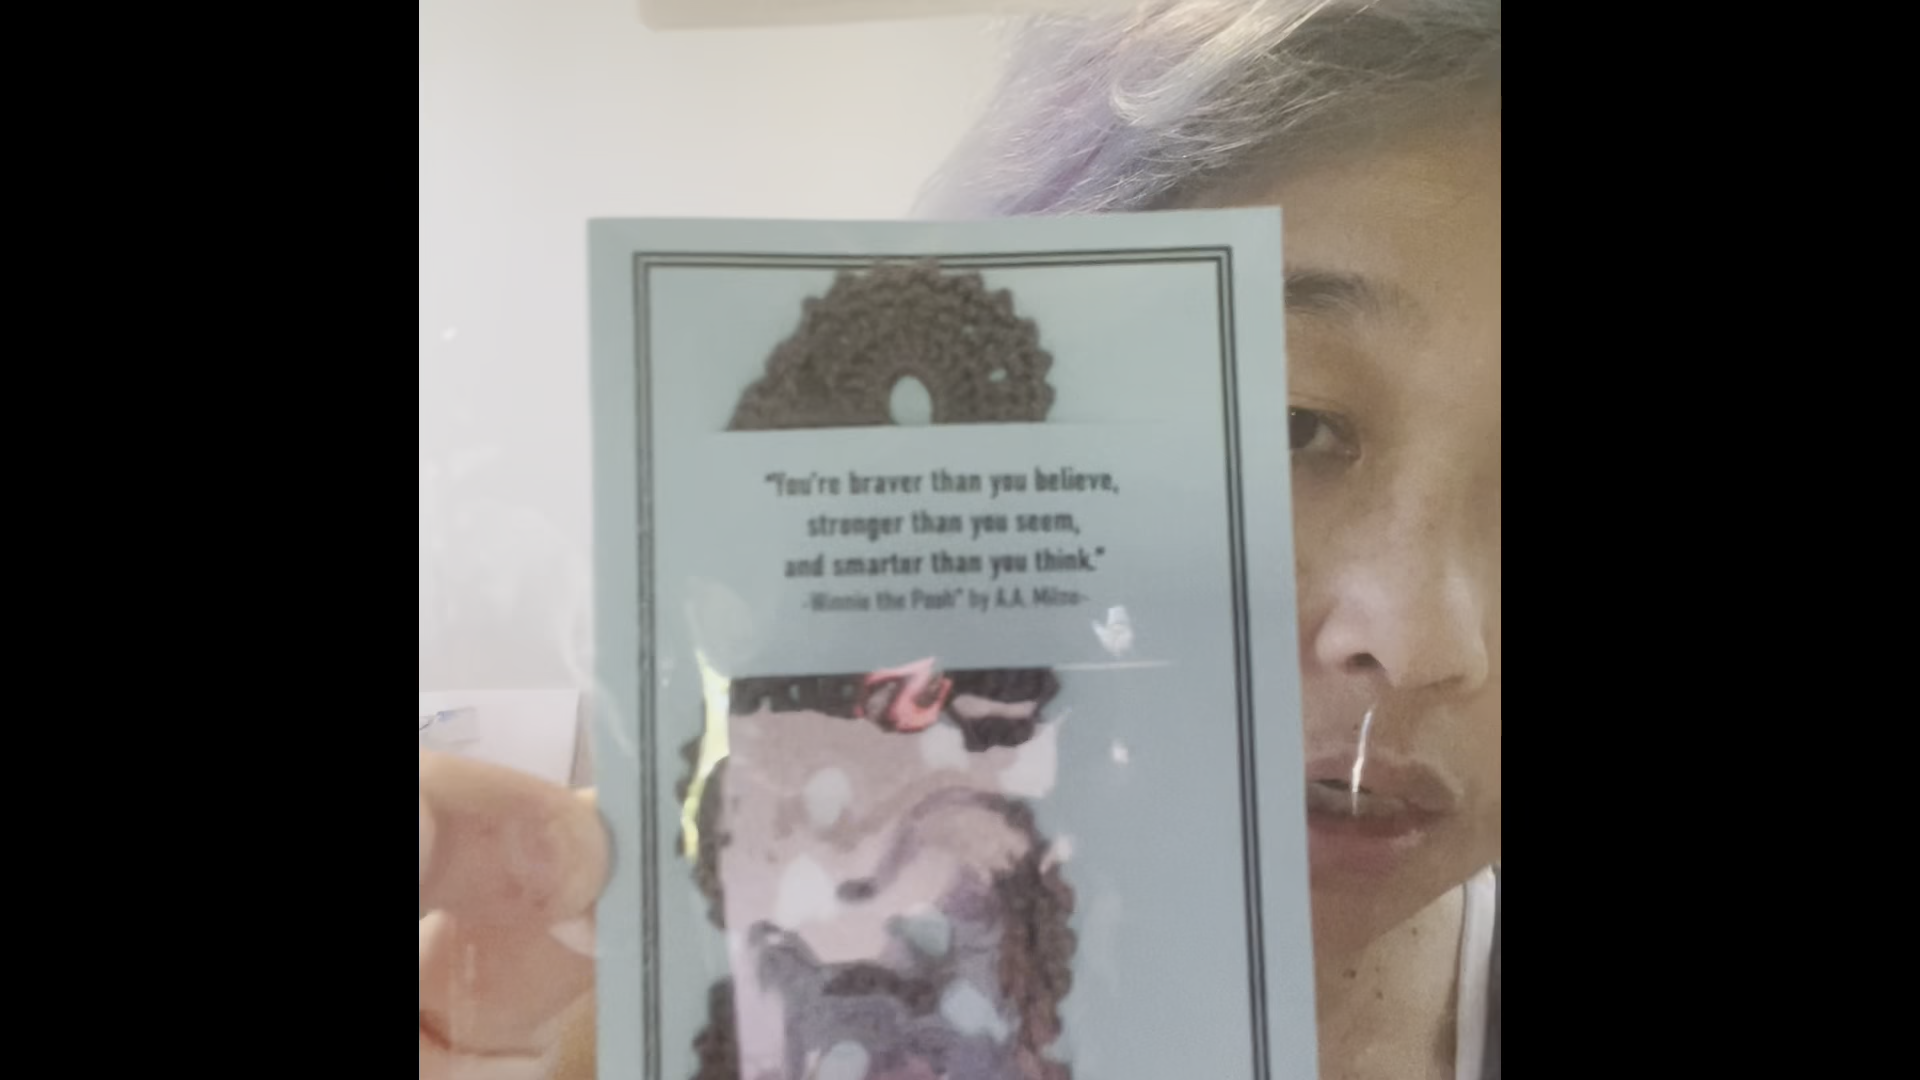 "You're braver than you believe,
stronger than you seem,
and smarter than you think."
-Winnie the Pooh" by A.A. Milne-